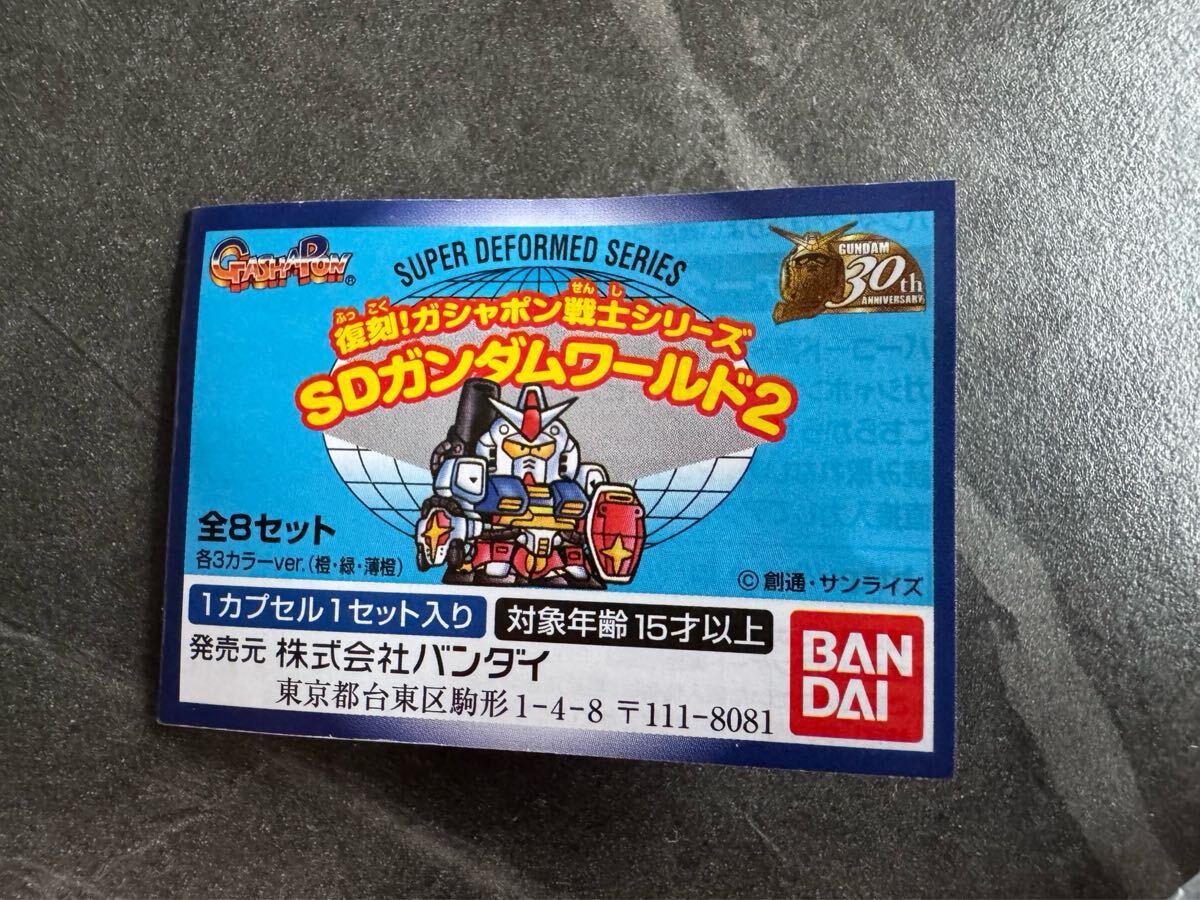 GASHAPON®
SUPER DEFORMED SERIES
GUNDAM
30th
ANNIVERSARY
ふっこく せんし
復刻!ガシャポン戦士シリーズ
SDガンダムワールド2
全8セット
各3カラーver.(橙・緑・薄橙)
©創通・サンライズ
1カプセル1セット入り
対象年齢15才以上
発売元 株式会社バンダイ
東京都台東区駒形1-4-8 〒111-8081
BAN
DAI